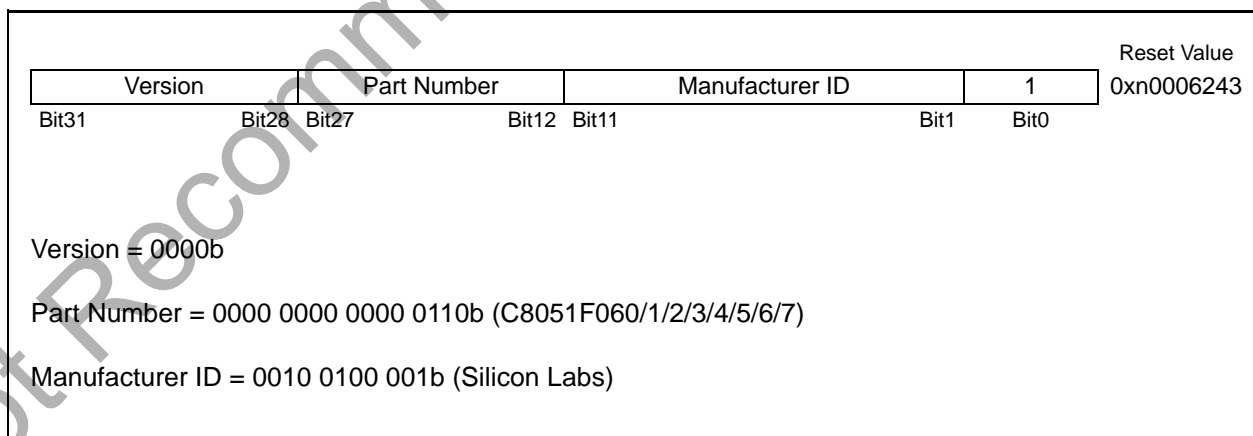 Reset Value
Version Part Number Manufacturer ID 1 0xn0006243
Bit31 Bit28 Bit27 Bit12 Bit11 Bit1 Bit0
Version = 0000b
Part Number = 0000 0000 0000 0110b (C8051F060/1/2/3/4/5/6/7)
Manufacturer ID = 0010 0100 001b (Silicon Labs)